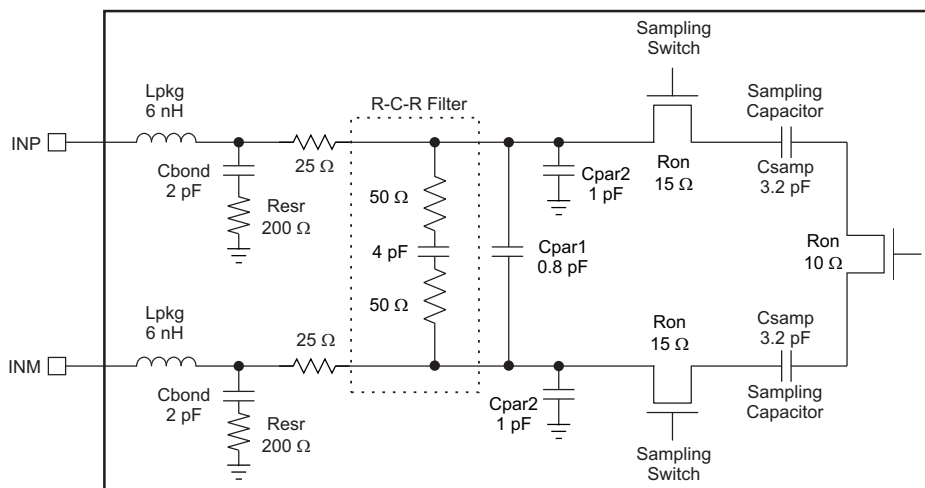 Sampling
Switch
Lpkg
6 nH
R-C-R Filter
Sampling
Capacitor
INP
25 Ω
Cbond
2 pF
Resr
200 Ω
50 Ω
4 pF
50 Ω
Cpar2
1 pF
Ron
15 Ω
Csamp
3.2 pF
Cpar1
0.8 pF
Ron
10 Ω
Lpkg
6 nH
25 Ω
Ron
15 Ω
Csamp
3.2 pF
INM
Cbond
2 pF
Resr
200 Ω
Cpar2
1 pF
Sampling
Capacitor
Sampling
Switch